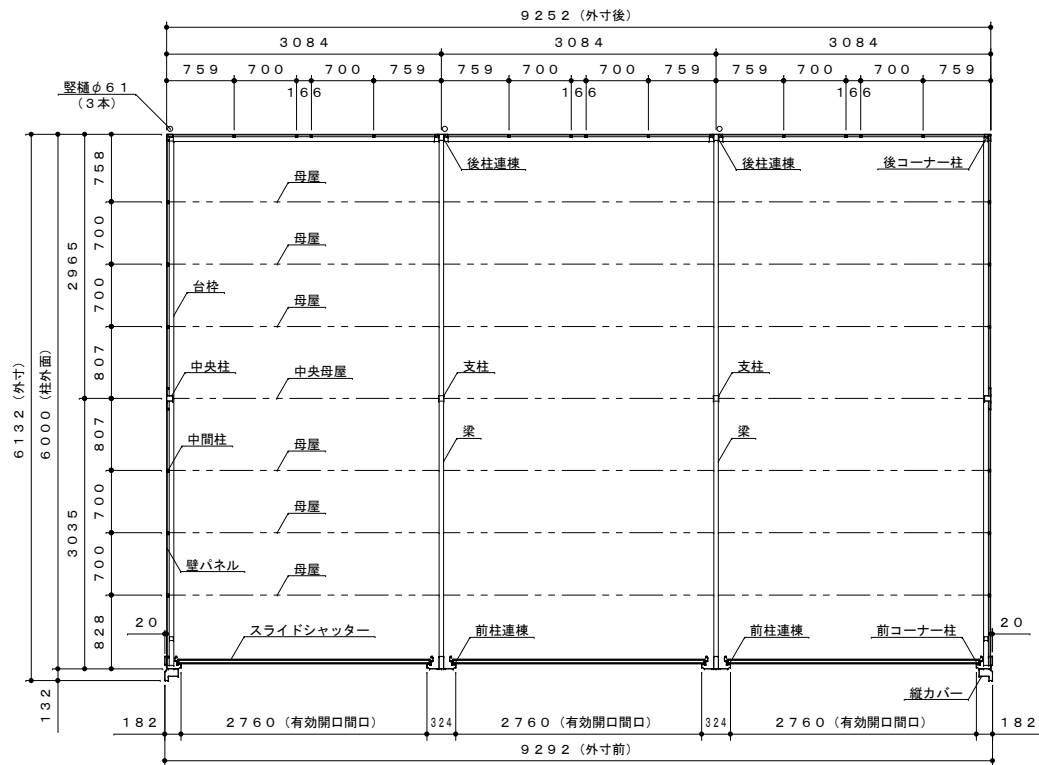 9252（外寸後）
3084 3084 3084
759 700 700 759 759 700 700 759 759 700 700 759
166 166 166
竪樋φ61
（3本）
後柱連棟 後柱連棟 後コーナー柱
758
母屋
700
母屋
2965
700
台枠 母屋
807
中央柱 中央母屋 支柱 支柱
6132（外寸）
6000（柱外面）
807
中間柱 母屋 梁 梁
700
母屋
3035
700
壁パネル 母屋
828
20 スライドシャッター 前柱連棟 前柱連棟 前コーナー柱 20
132
縦カバー
182 2760（有効開口間口） 324 2760（有効開口間口） 324 2760（有効開口間口） 182
9292（外寸前）